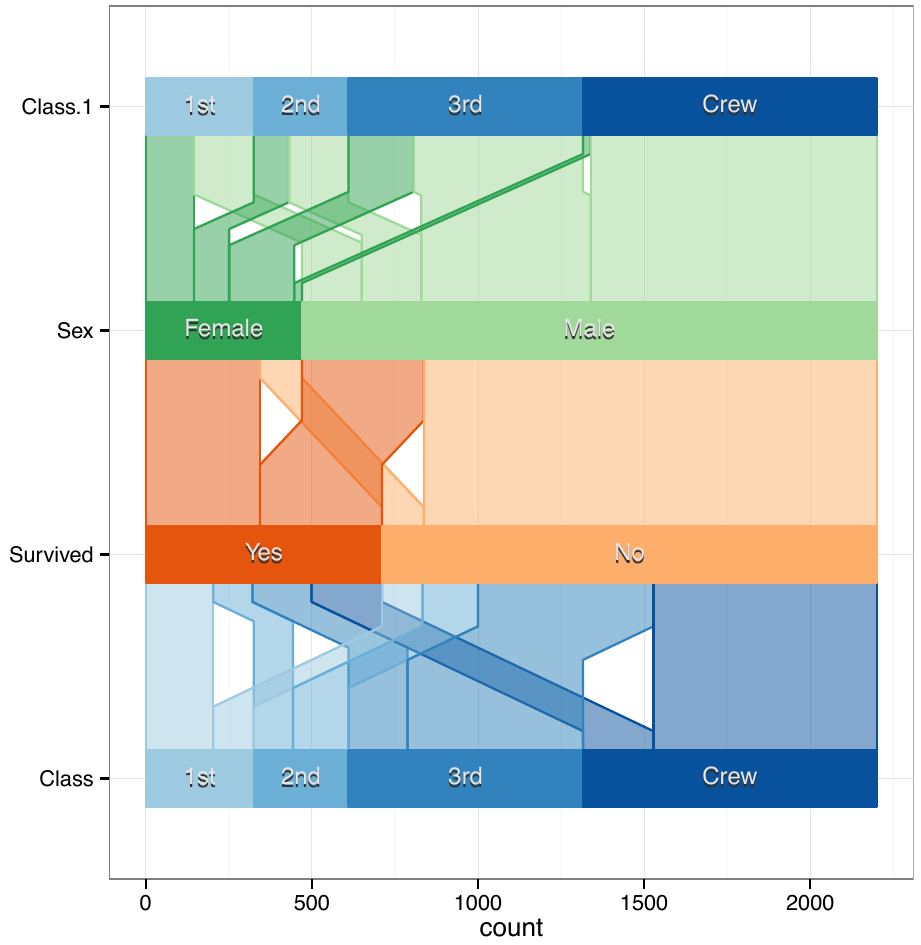 Class.1
1st 2nd 3rd Crew
Sex
Female Male
Survived
Yes No
Class
1st 2nd 3rd Crew
0 500 1000 1500 2000
count